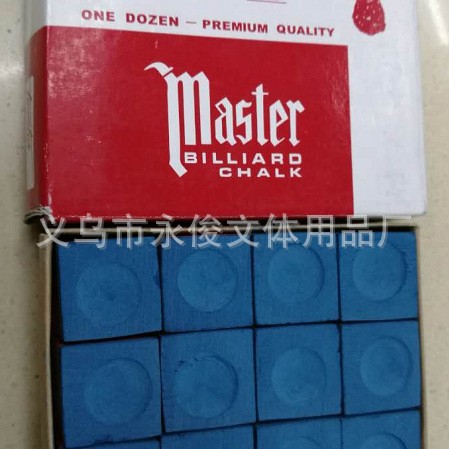 ONE DOZEN — PREMIUM QUALITY
Master
BILLIARD
CHALK
义乌市永俊文体用品厂